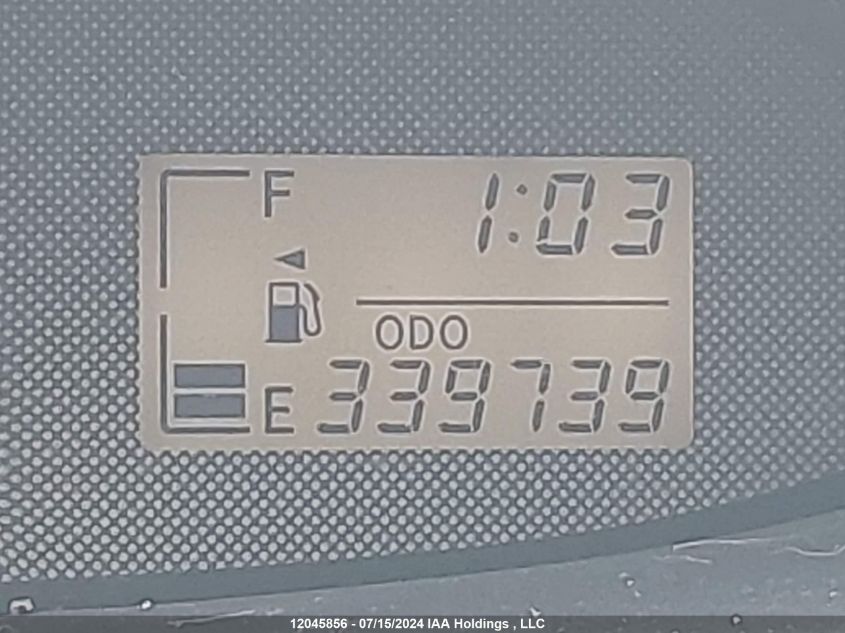 F 1:03
ODO
E 339739
12045856 - 07/15/2024 IAA Holdings , LLC